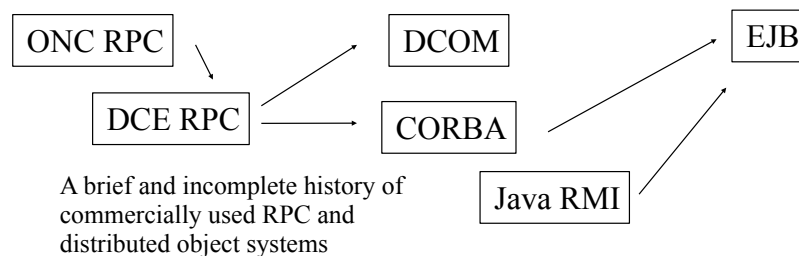 ONC RPC
DCOM
EJB
DCE RPC
CORBA
Java RMI
A brief and incomplete history of
commercially used RPC and
distributed object systems